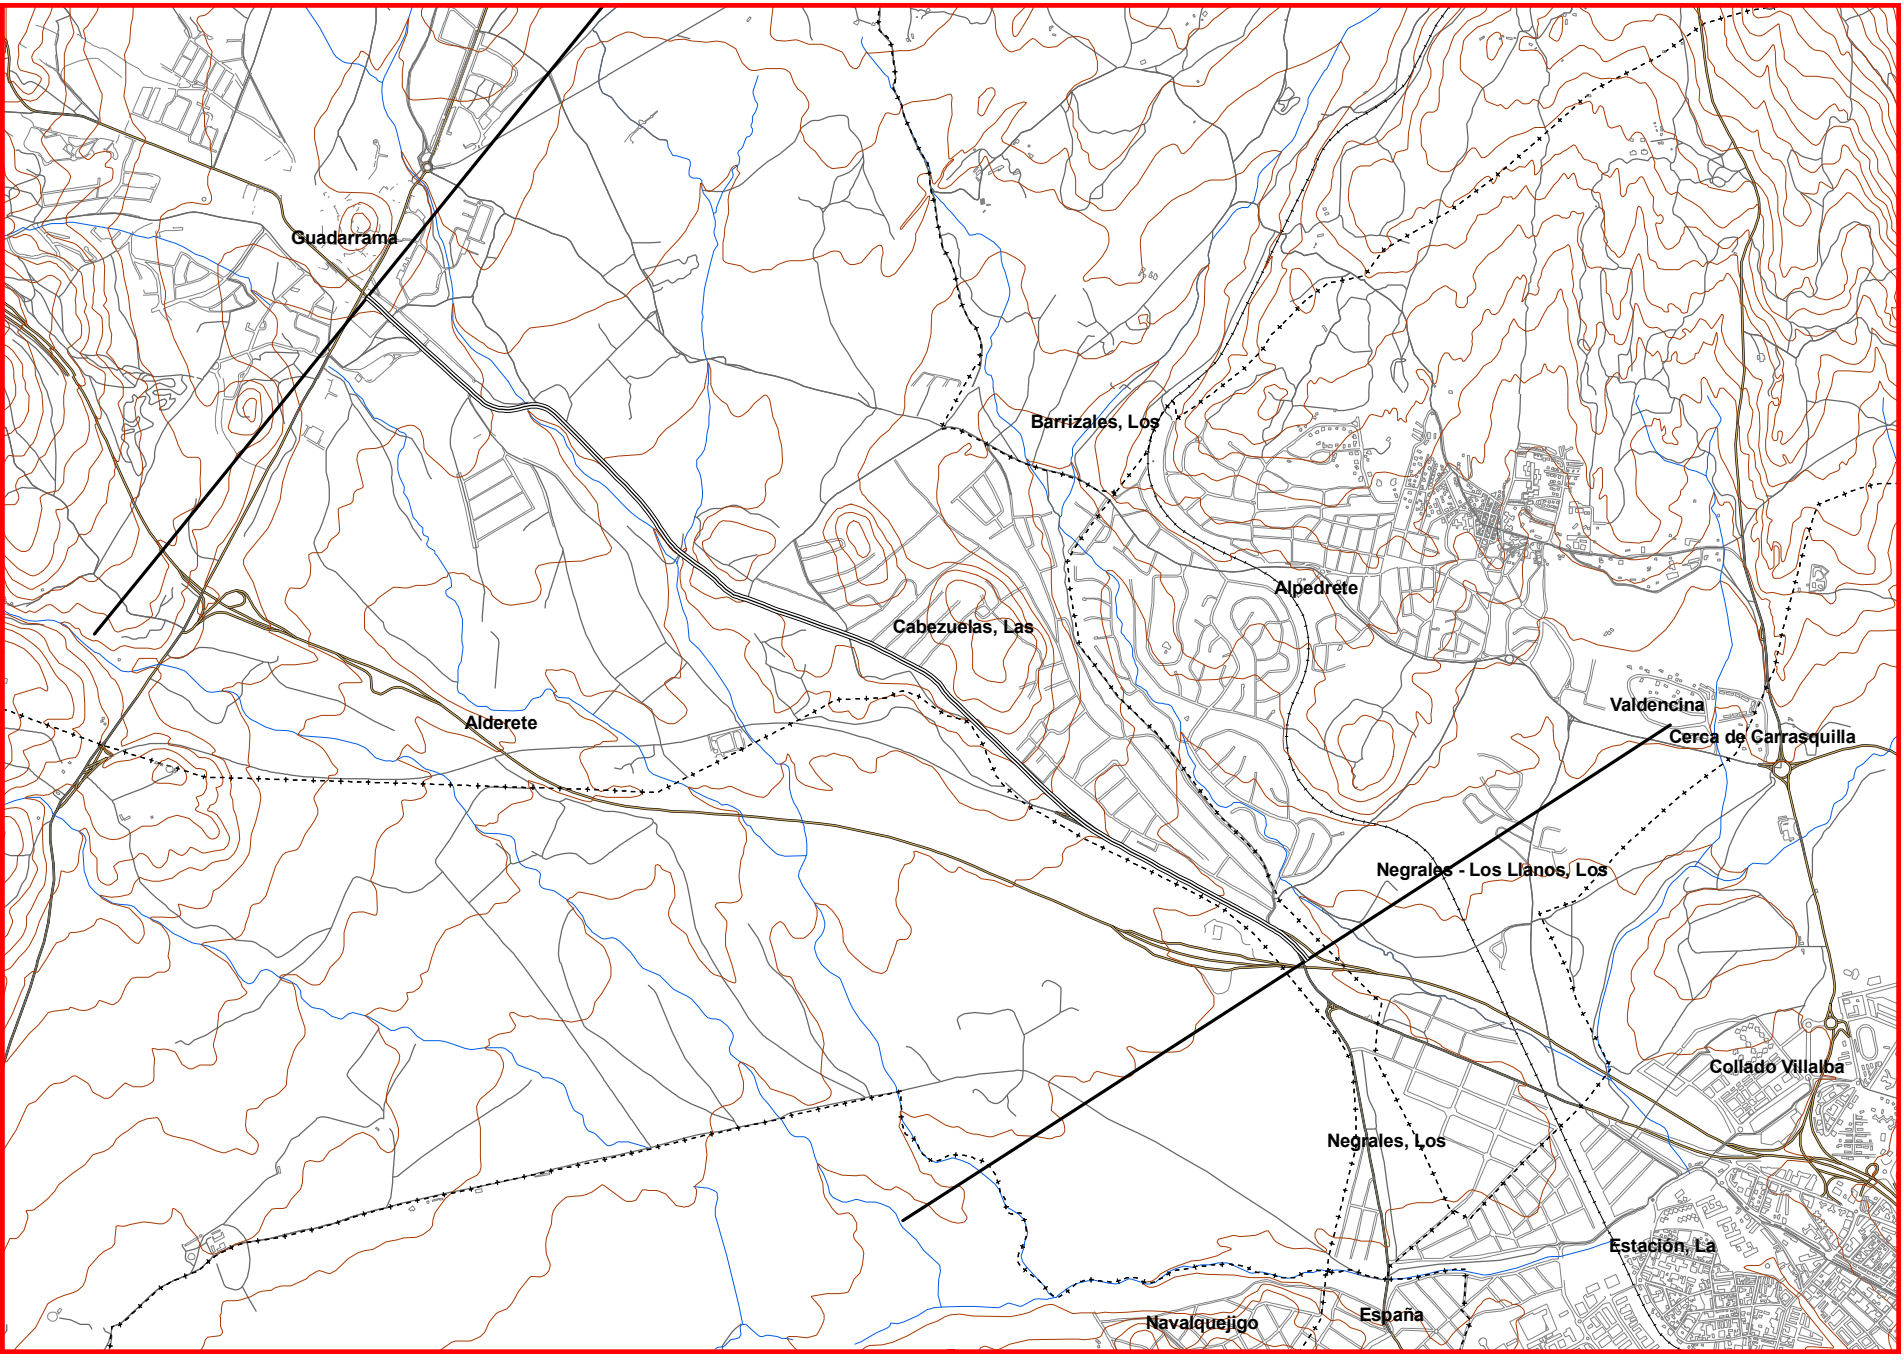 Guadarrama
Barrizales, Los
Alpedrete
Cabezuelas, Las
Alderete
Valdencina
Cerca de Carrasquilla
Negrales - Los Llanos, Los
Collado Villalba
Negrales, Los
Estación, La
España
Navalquejigo